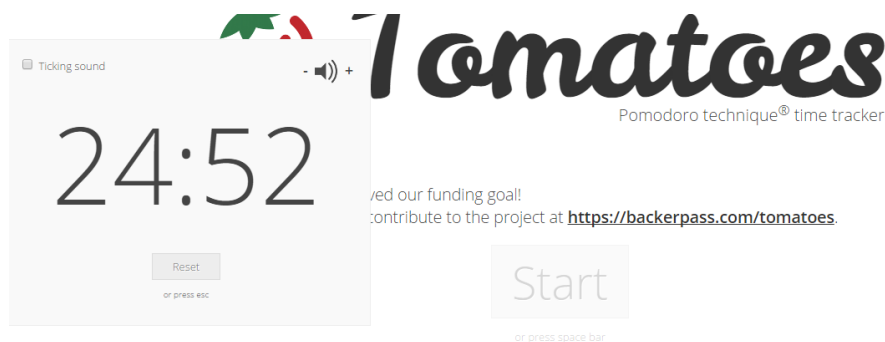 Tomatoes
Pomodoro technique® time tracker
Ticking sound
- +
24:52
Reset
or press esc
ved our funding goal!
contribute to the project at https://backerpass.com/tomatoes.
Start
or press space bar